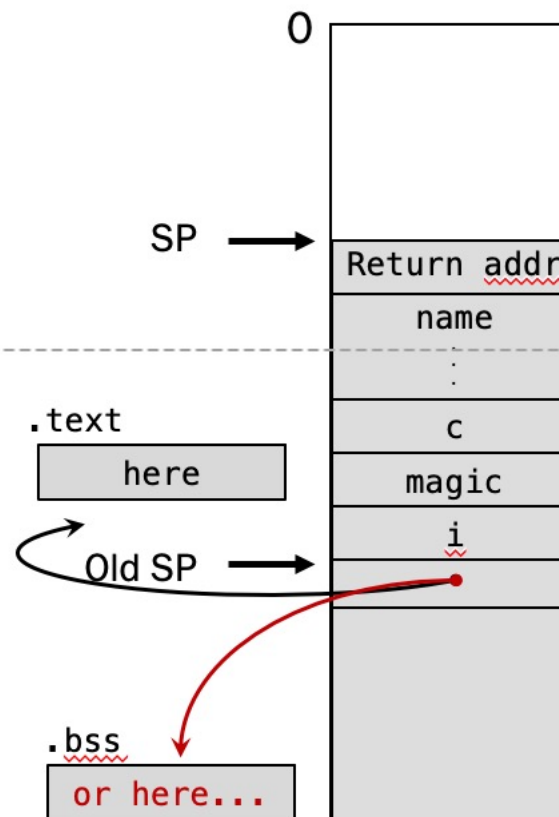 0
SP
Return addr
name
.text
c
here
magic
i
Old SP
.bss
or here...